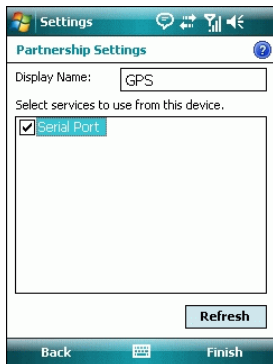 Settings
Partnership Settings
Display Name: GPS
Select services to use from this device.
Serial Port
Refresh
Back Finish